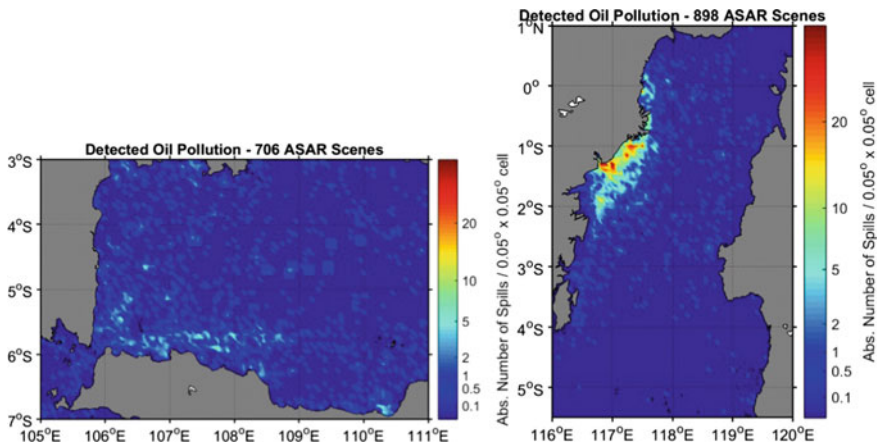 Detected Oil Pollution - 706 ASAR Scenes
3°S
4°S
5°S
6°S
7°S
105°E 106°E 107°E 108°E 109°E 110°E 111°E
20
10
5
2
1
0.5
0.1
Abs. Number of Spills / 0.05° x 0.05° cell
Detected Oil Pollution - 898 ASAR Scenes
1°N
0°
1°S
2°S
3°S
4°S
5°S
116°E 117°E 118°E 119°E 120°E
20
10
5
2
1
0.5
0.1
Abs. Number of Spills / 0.05° x 0.05° cell